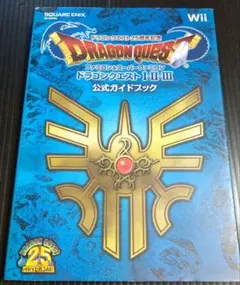 SQUARE ENIX
Wii
ドラゴンクエスト25周年記念
DRAGON QUEST
ファミコン&スーパーファミコン
ドラゴンクエストI・II・III
公式ガイドブック
DRAGON QUEST
25th
ANNIVERSARY